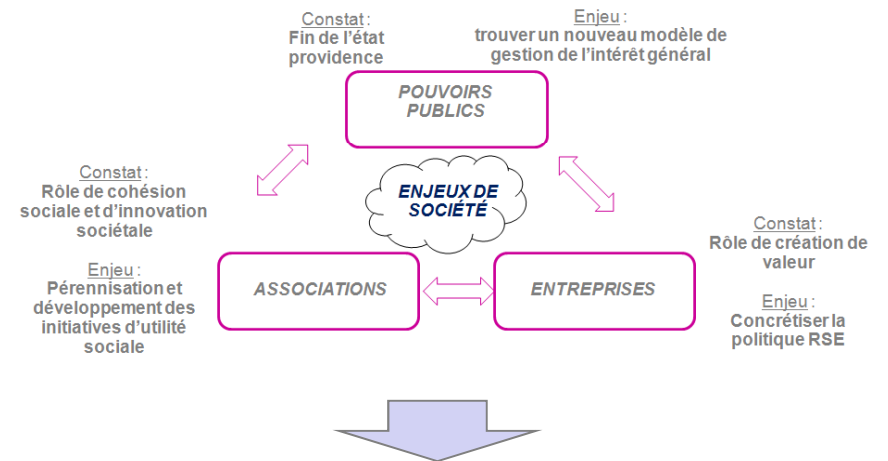 Constat :
Fin de l’état
providence
Enjeu :
trouver un nouveau modèle de
gestion de l’intérêt général
POUVOIRS
PUBLICS
Constat :
Rôle de cohésion
sociale et d’innovation
sociétale
Enjeu :
Pérennisation et
développement des
initiatives d’utilité
sociale
ENJEUX DE
SOCIÉTÉ
ASSOCIATIONS
ENTREPRISES
Constat :
Rôle de création de
valeur
Enjeu :
Concrétiser la
politique RSE